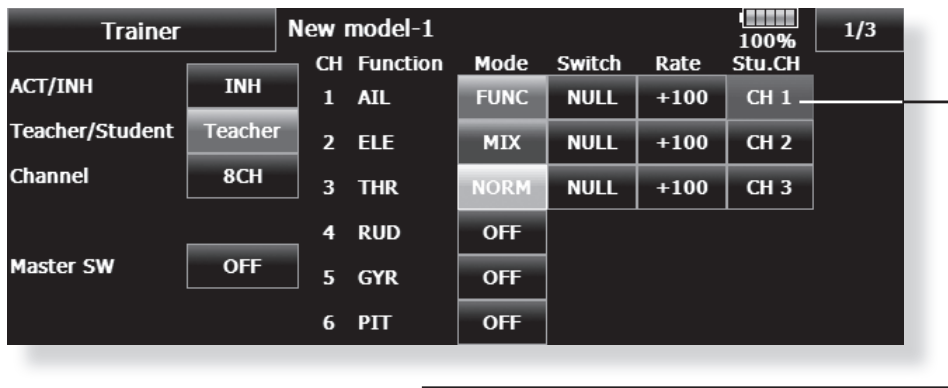 Trainer New model-1 100% 1/3
CH Function Mode Switch Rate Stu.CH
ACT/INH INH
1 AIL FUNC NULL +100 CH 1
Teacher/Student Teacher
2 ELE MIX NULL +100 CH 2
Channel 8CH
3 THR NORM NULL +100 CH 3
4 RUD OFF
Master SW OFF
5 GYR OFF
6 PIT OFF